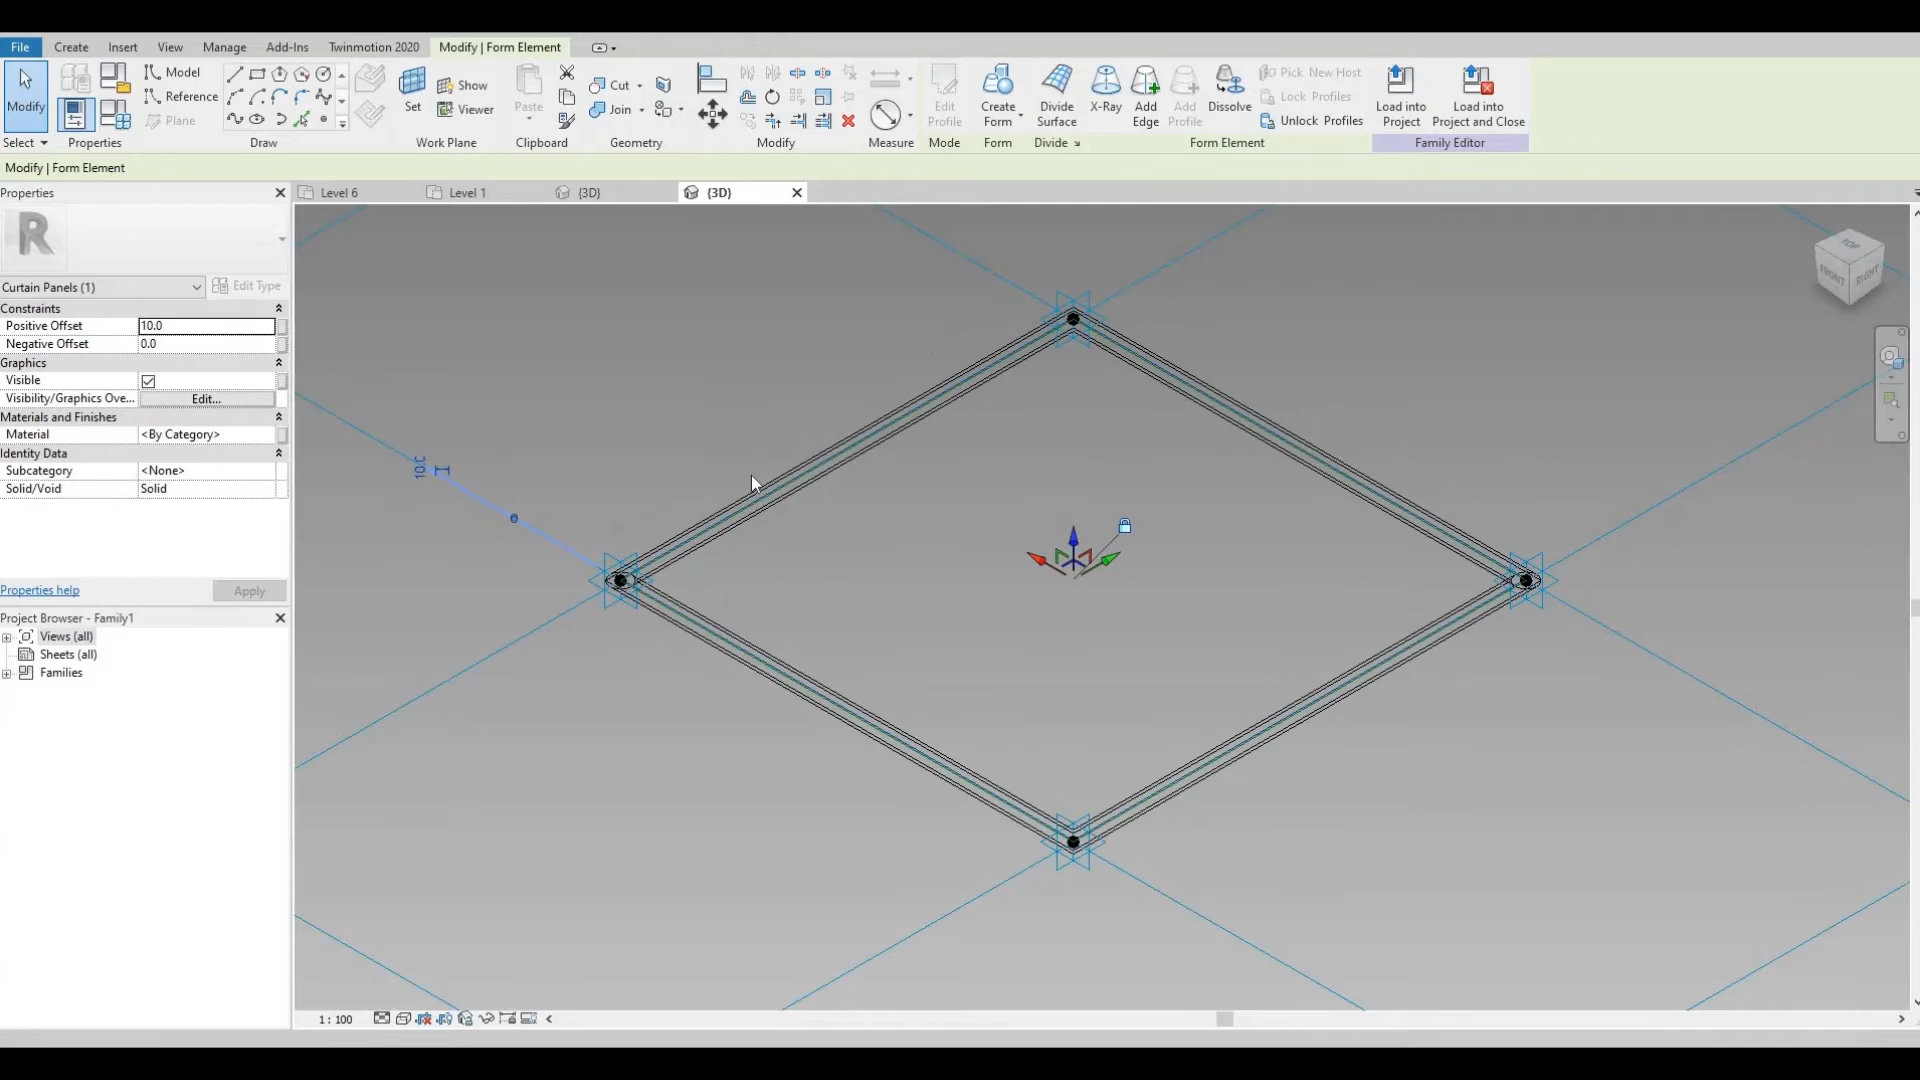 File Create Insert View Manage Add-Ins Twinmotion 2020 Modify | Form Element
Modify
Select
Properties
Model
Reference
Plane
Draw
Set
Show
Viewer
Work Plane
Paste
Clipboard
Cut
Join
Geometry
Modify
Measure
Edit Profile
Mode
Create Form
Form
Divide Surface
Divide
X-Ray
Add Edge
Add Profile
Dissolve
Pick New Host
Lock Profiles
Unlock Profiles
Form Element
Load into Project
Load into Project and Close
Family Editor
Modify | Form Element
Properties
Level 6
Level 1
{3D}
{3D}
R
Curtain Panels (1)
Edit Type
Constraints
Positive Offset 10.0
Negative Offset 0.0
Graphics
Visible
Visibility/Graphics Ove... Edit...
Materials and Finishes
Material <By Category>
Identity Data
Subcategory <None>
Solid/Void Solid
Properties help
Apply
Project Browser - Family1
Views (all)
Sheets (all)
Families
10.0
TOP
FRONT
RIGHT
1 : 100